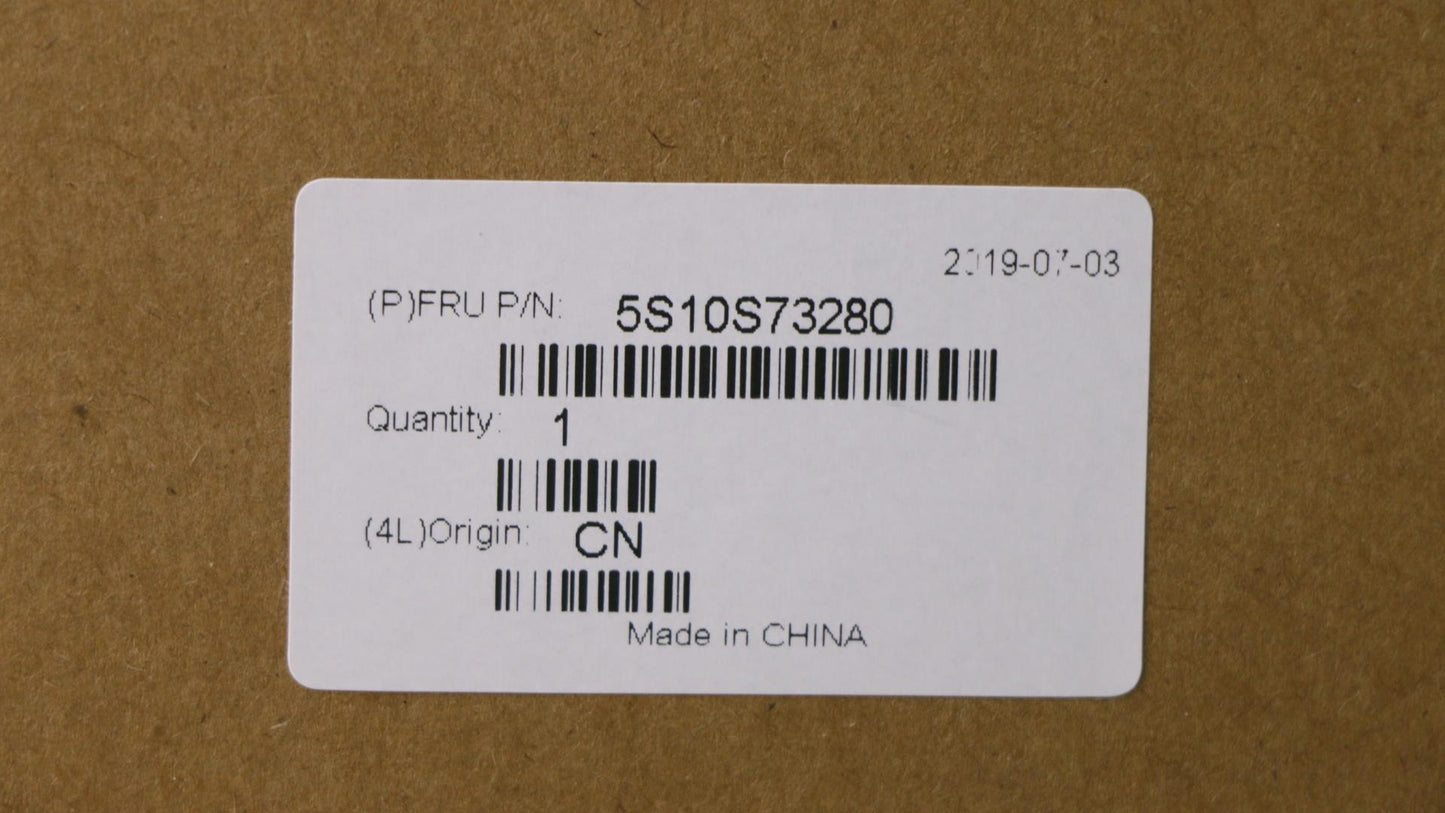 2019-07-03
(P)FRU P/N: 5S10S73280
Quantity: 1
(4L)Origin: CN
Made in CHINA